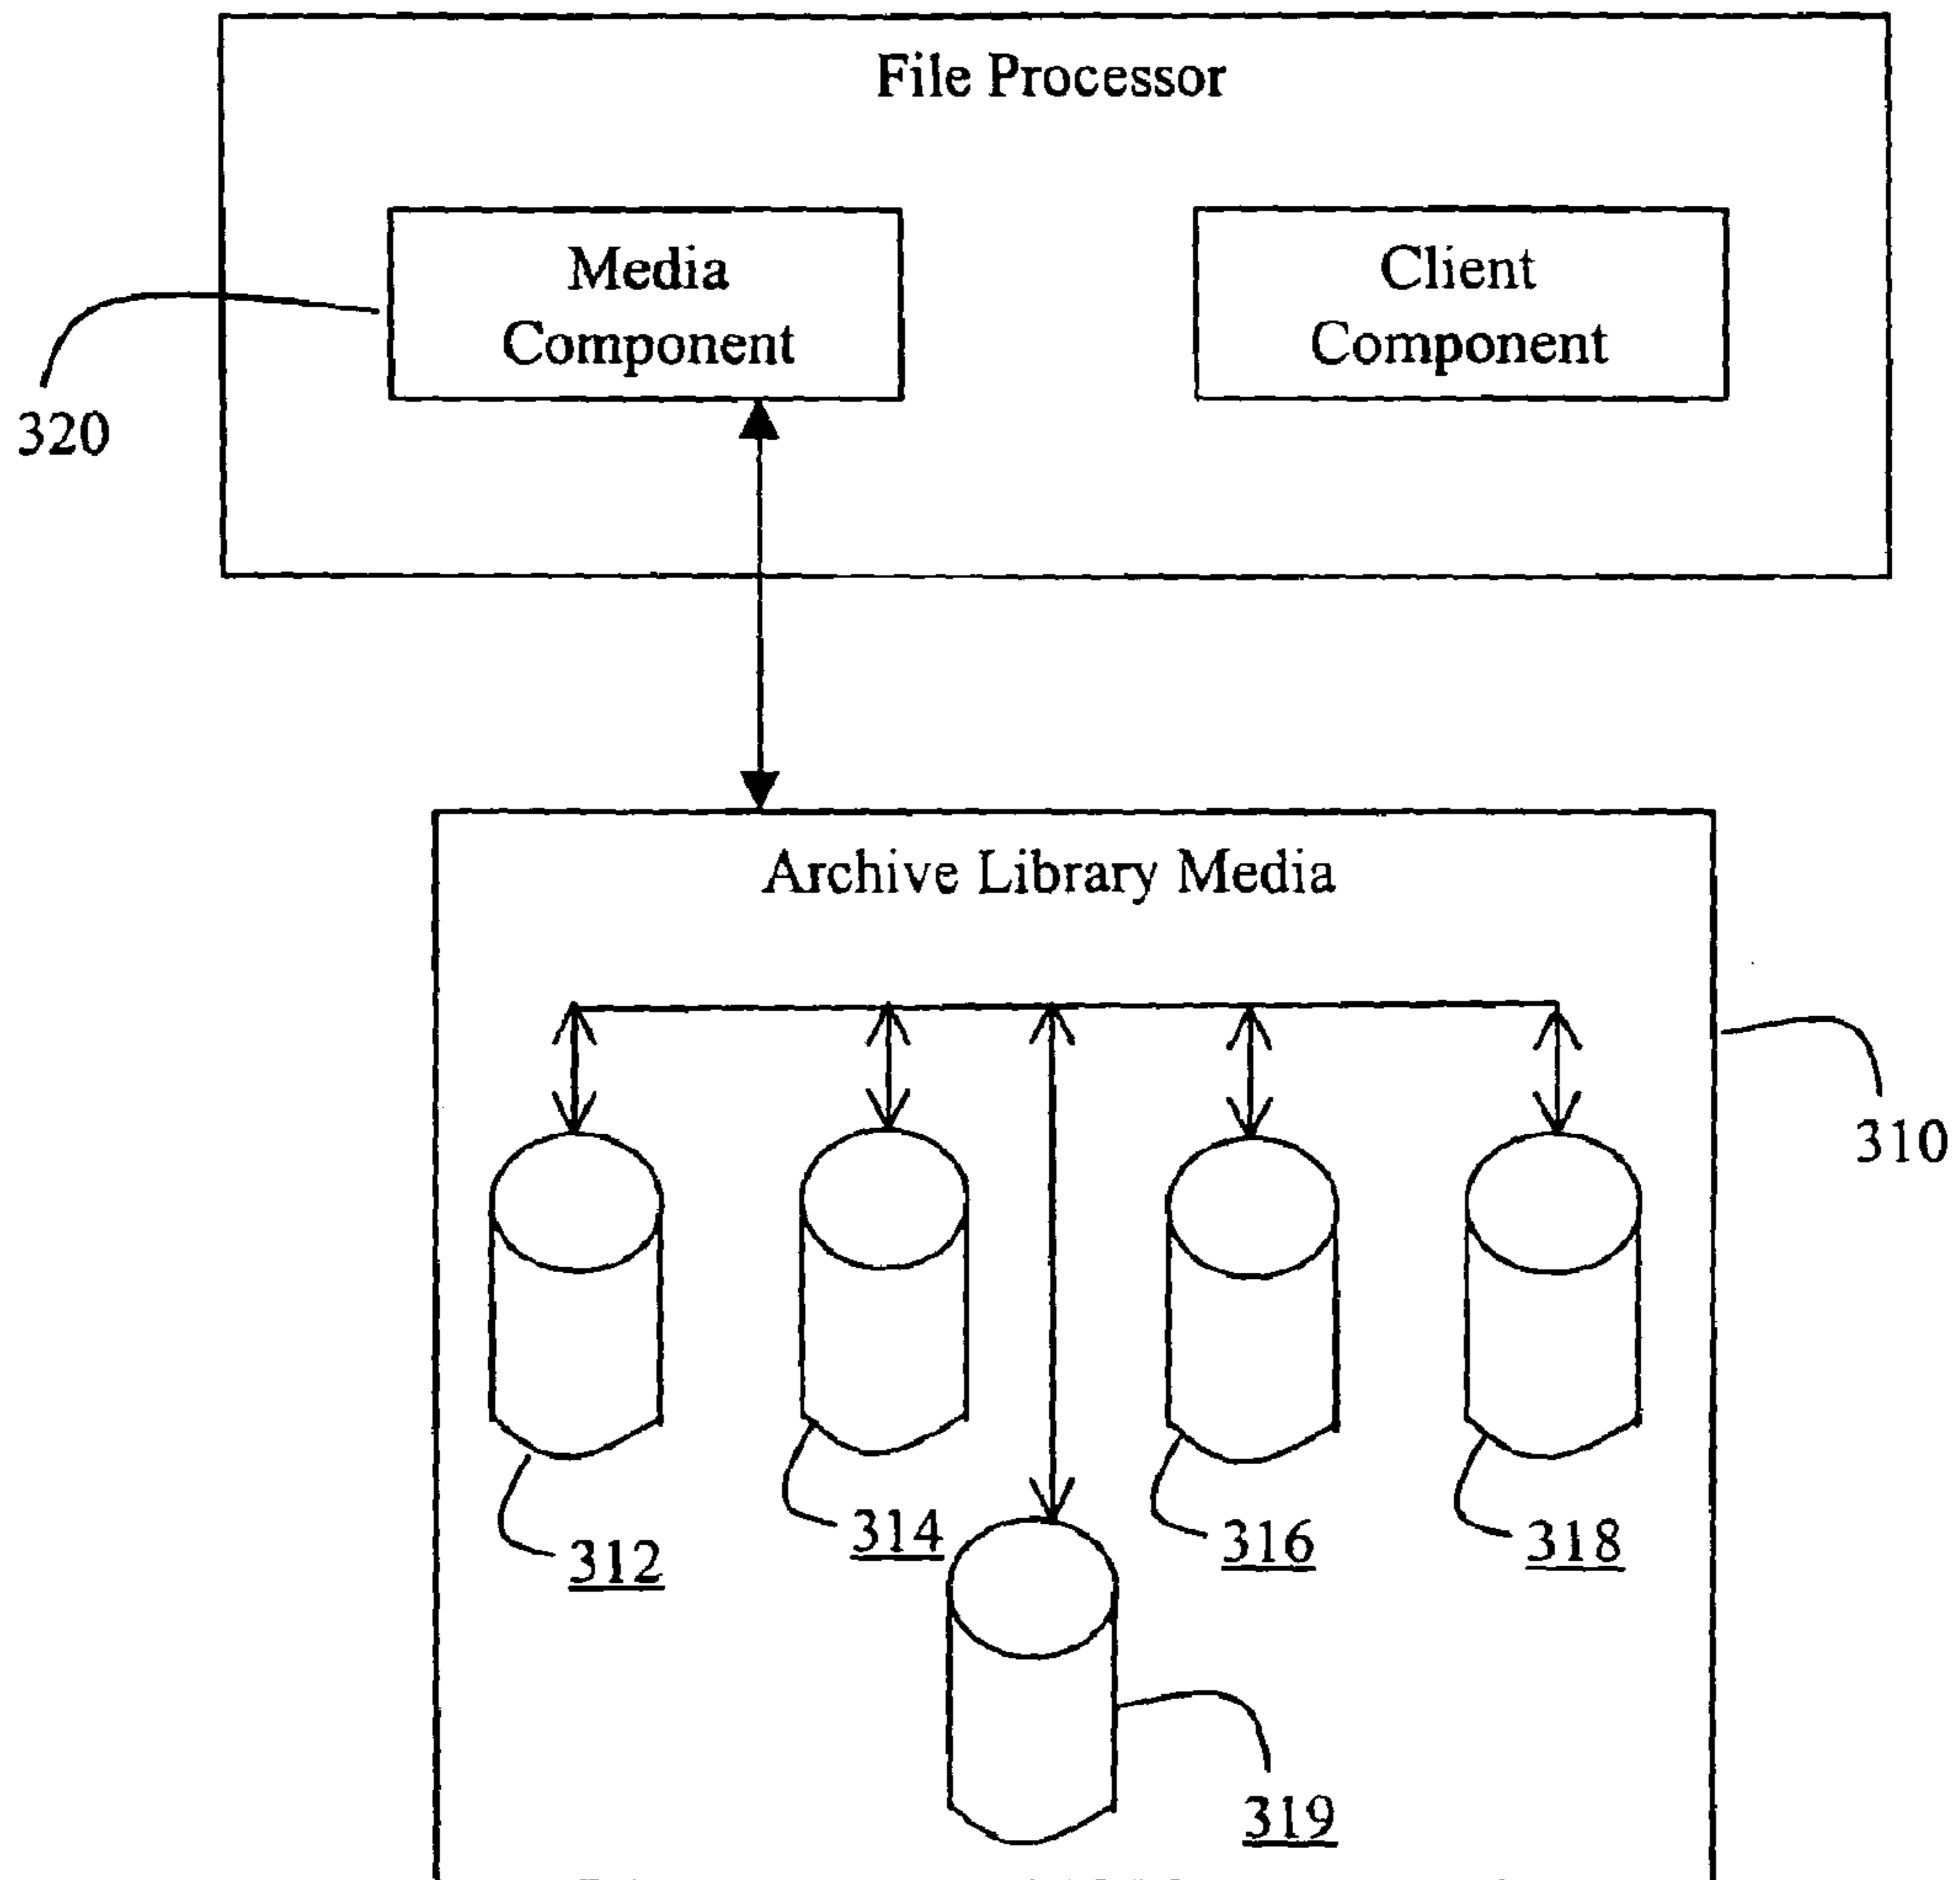 File Processor
Media
Component
Client
Component
320
Archive Library Media
310
312
314
316
318
319